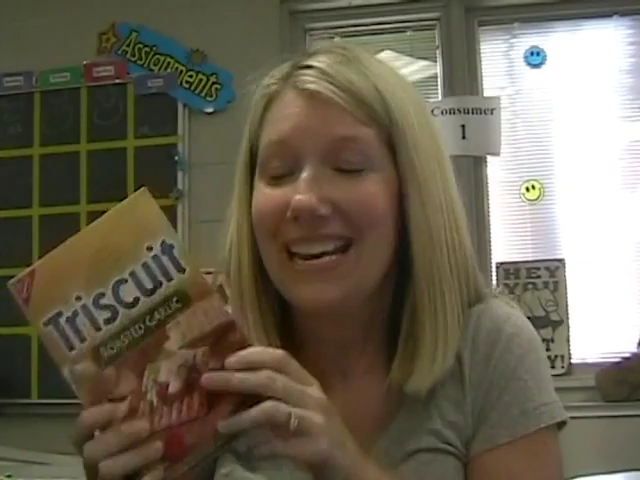 Assignments
Consumer
1
Triscuit
ROASTED GARLIC
HEY
YOU
T
Y!